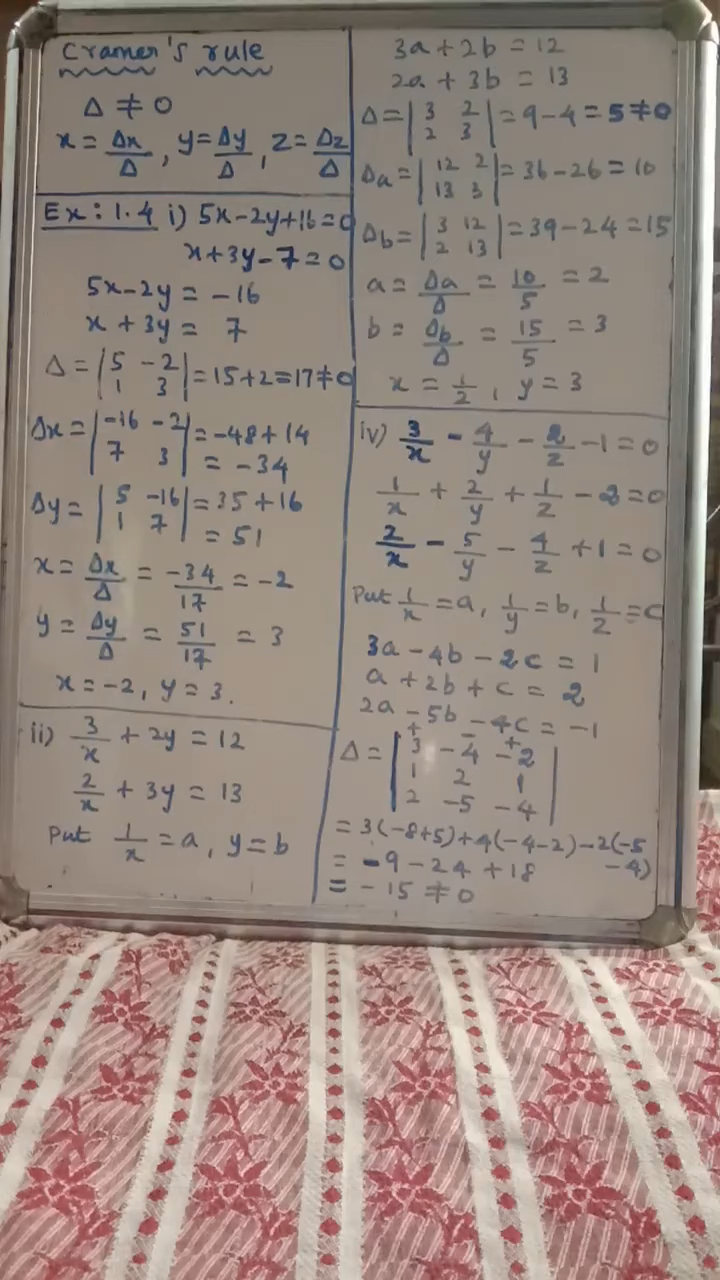 Cramer's rule
Δ ≠ 0
x = Δx/Δ, y = Δy/Δ, z = Δz/Δ
Ex: 1.4 i) 5x-2y+16=0
x+3y-7=0
5x-2y = -16
x + 3y = 7
Δ = |5 -2; 1 3| = 15+2=17≠0
Δx = |-16 -2; 7 3| = -48+14
= -34
Δy = |5 -16; 1 7| = 35+16
= 51
x = Δx/Δ = -34/17 = -2
y = Δy/Δ = 51/17 = 3
x = -2, y = 3.
ii) 3/x + 2y = 12
2/x + 3y = 13
Put 1/x = a, y = b
3a + 2b = 12
2a + 3b = 13
Δ = |3 2; 2 3| = 9-4 = 5 ≠ 0
Δa = |12 2; 13 3| = 36-26 = 10
Δb = |3 12; 2 13| = 39-24 = 15
a = Δa/Δ = 10/5 = 2
b = Δb/Δ = 15/5 = 3
x = 1/2, y = 3
iv) 3/x - 4/y - 2/z - 1 = 0
1/x + 2/y + 1/z - 2 = 0
2/x - 5/y - 4/z + 1 = 0
Put 1/x = a, 1/y = b, 1/z = c
3a - 4b - 2c = 1
a + 2b + c = 2
2a - 5b - 4c = -1
+ - +
Δ = |3 -4 -2; 1 2 1; 2 -5 -4|
= 3(-8+5)+4(-4-2)-2(-5
-4)
= -9 - 24 + 18
= -15 ≠ 0